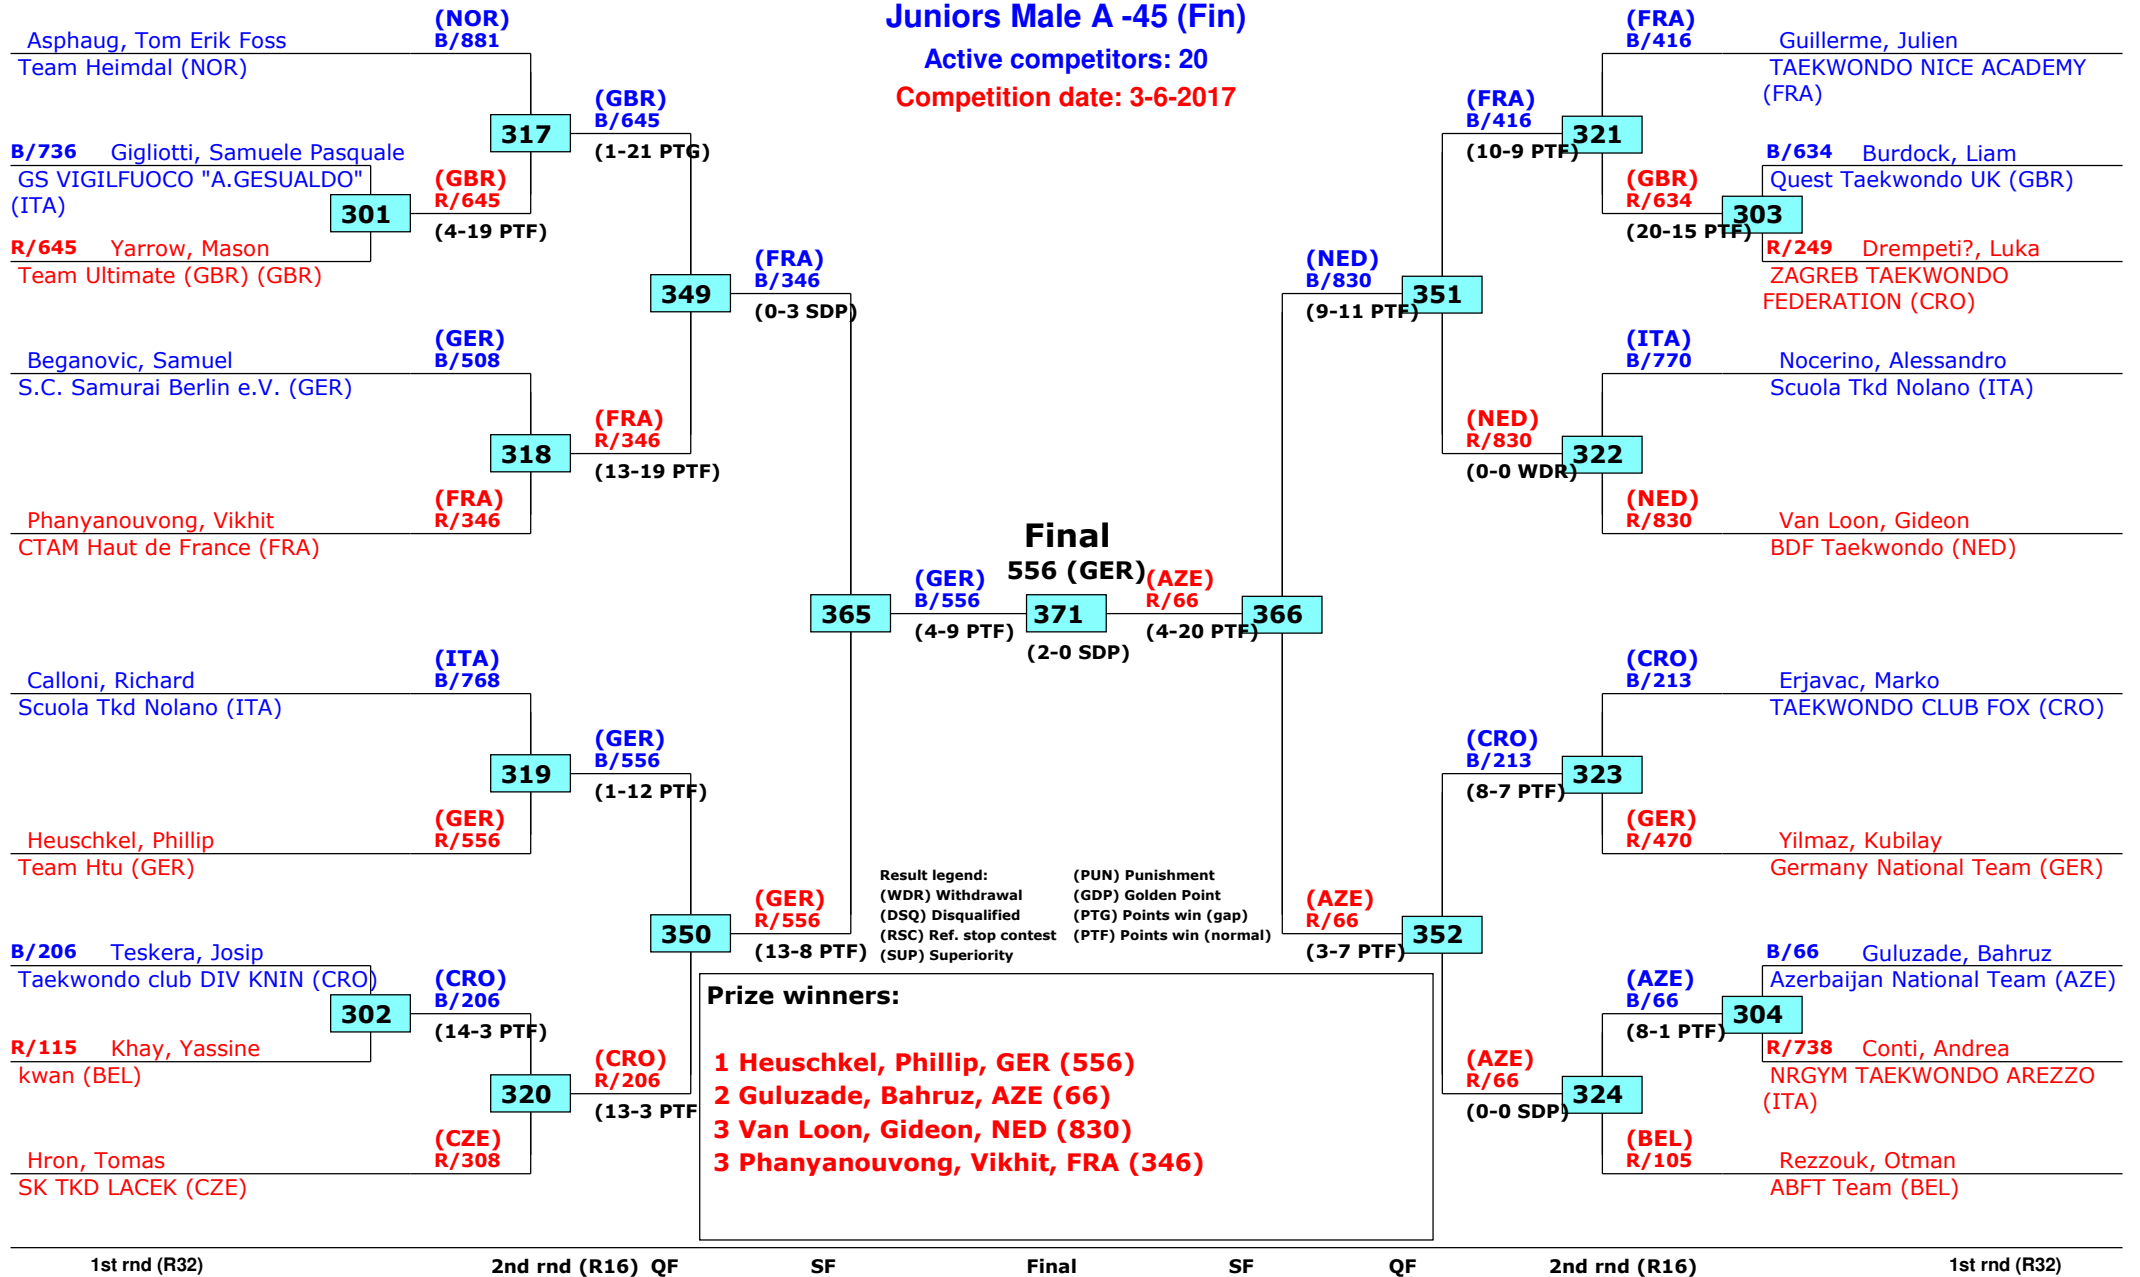 Juniors Male A -45 (Fin)
Active competitors: 20
Competition date: 3-6-2017
(NOR)
B/881
Asphaug, Tom Erik Foss
Team Heimdal (NOR)
317
(GBR)
B/645
(1-21 PTG)
B/736 Gigliotti, Samuele Pasquale
GS VIGILFUOCO "A.GESUALDO"
(ITA)
301
(GBR)
R/645
(4-19 PTF)
R/645 Yarrow, Mason
Team Ultimate (GBR) (GBR)
349
(FRA)
B/346
(0-3 SDP)
(GER)
B/508
Beganovic, Samuel
S.C. Samurai Berlin e.V. (GER)
318
(FRA)
R/346
(13-19 PTF)
(FRA)
R/346
Phanyanouvong, Vikhit
CTAM Haut de France (FRA)
365
(GER)
B/556
(4-9 PTF)
(ITA)
B/768
Calloni, Richard
Scuola Tkd Nolano (ITA)
319
(GER)
B/556
(1-12 PTF)
(GER)
R/556
Heuschkel, Phillip
Team Htu (GER)
350
(GER)
R/556
(13-8 PTF)
B/206 Teskera, Josip
Taekwondo club DIV KNIN (CRO)
302
(CRO)
B/206
(14-3 PTF)
R/115 Khay, Yassine
kwan (BEL)
320
(CRO)
R/206
(13-3 PTF
(CZE)
R/308
Hron, Tomas
SK TKD LACEK (CZE)
Final
556 (GER)
371
(2-0 SDP)
(AZE)
R/66
(4-20 PTF)
366
(FRA)
B/416
Guillerme, Julien
TAEKWONDO NICE ACADEMY
(FRA)
(FRA)
B/416
(10-9 PTF)
321
B/634 Burdock, Liam
Quest Taekwondo UK (GBR)
(GBR)
R/634
(20-15 PTF)
303
R/249 Drempeti?, Luka
ZAGREB TAEKWONDO
FEDERATION (CRO)
(NED)
B/830
(9-11 PTF)
351
(ITA)
B/770
Nocerino, Alessandro
Scuola Tkd Nolano (ITA)
(NED)
R/830
(0-0 WDR)
322
(NED)
R/830
Van Loon, Gideon
BDF Taekwondo (NED)
(CRO)
B/213
Erjavac, Marko
TAEKWONDO CLUB FOX (CRO)
(CRO)
B/213
(8-7 PTF)
323
(GER)
R/470
Yilmaz, Kubilay
Germany National Team (GER)
(AZE)
R/66
(3-7 PTF)
352
B/66 Guluzade, Bahruz
Azerbaijan National Team (AZE)
(AZE)
B/66
(8-1 PTF)
304
R/738 Conti, Andrea
NRGYM TAEKWONDO AREZZO
(ITA)
(AZE)
R/66
(0-0 SDP)
324
(BEL)
R/105
Rezzouk, Otman
ABFT Team (BEL)
Result legend: (PUN) Punishment
(WDR) Withdrawal (GDP) Golden Point
(DSQ) Disqualified (PTG) Points win (gap)
(RSC) Ref. stop contest (PTF) Points win (normal)
(SUP) Superiority
Prize winners:
1 Heuschkel, Phillip, GER (556)
2 Guluzade, Bahruz, AZE (66)
3 Van Loon, Gideon, NED (830)
3 Phanyanouvong, Vikhit, FRA (346)
1st rnd (R32) 2nd rnd (R16) QF SF Final SF QF 2nd rnd (R16) 1st rnd (R32)